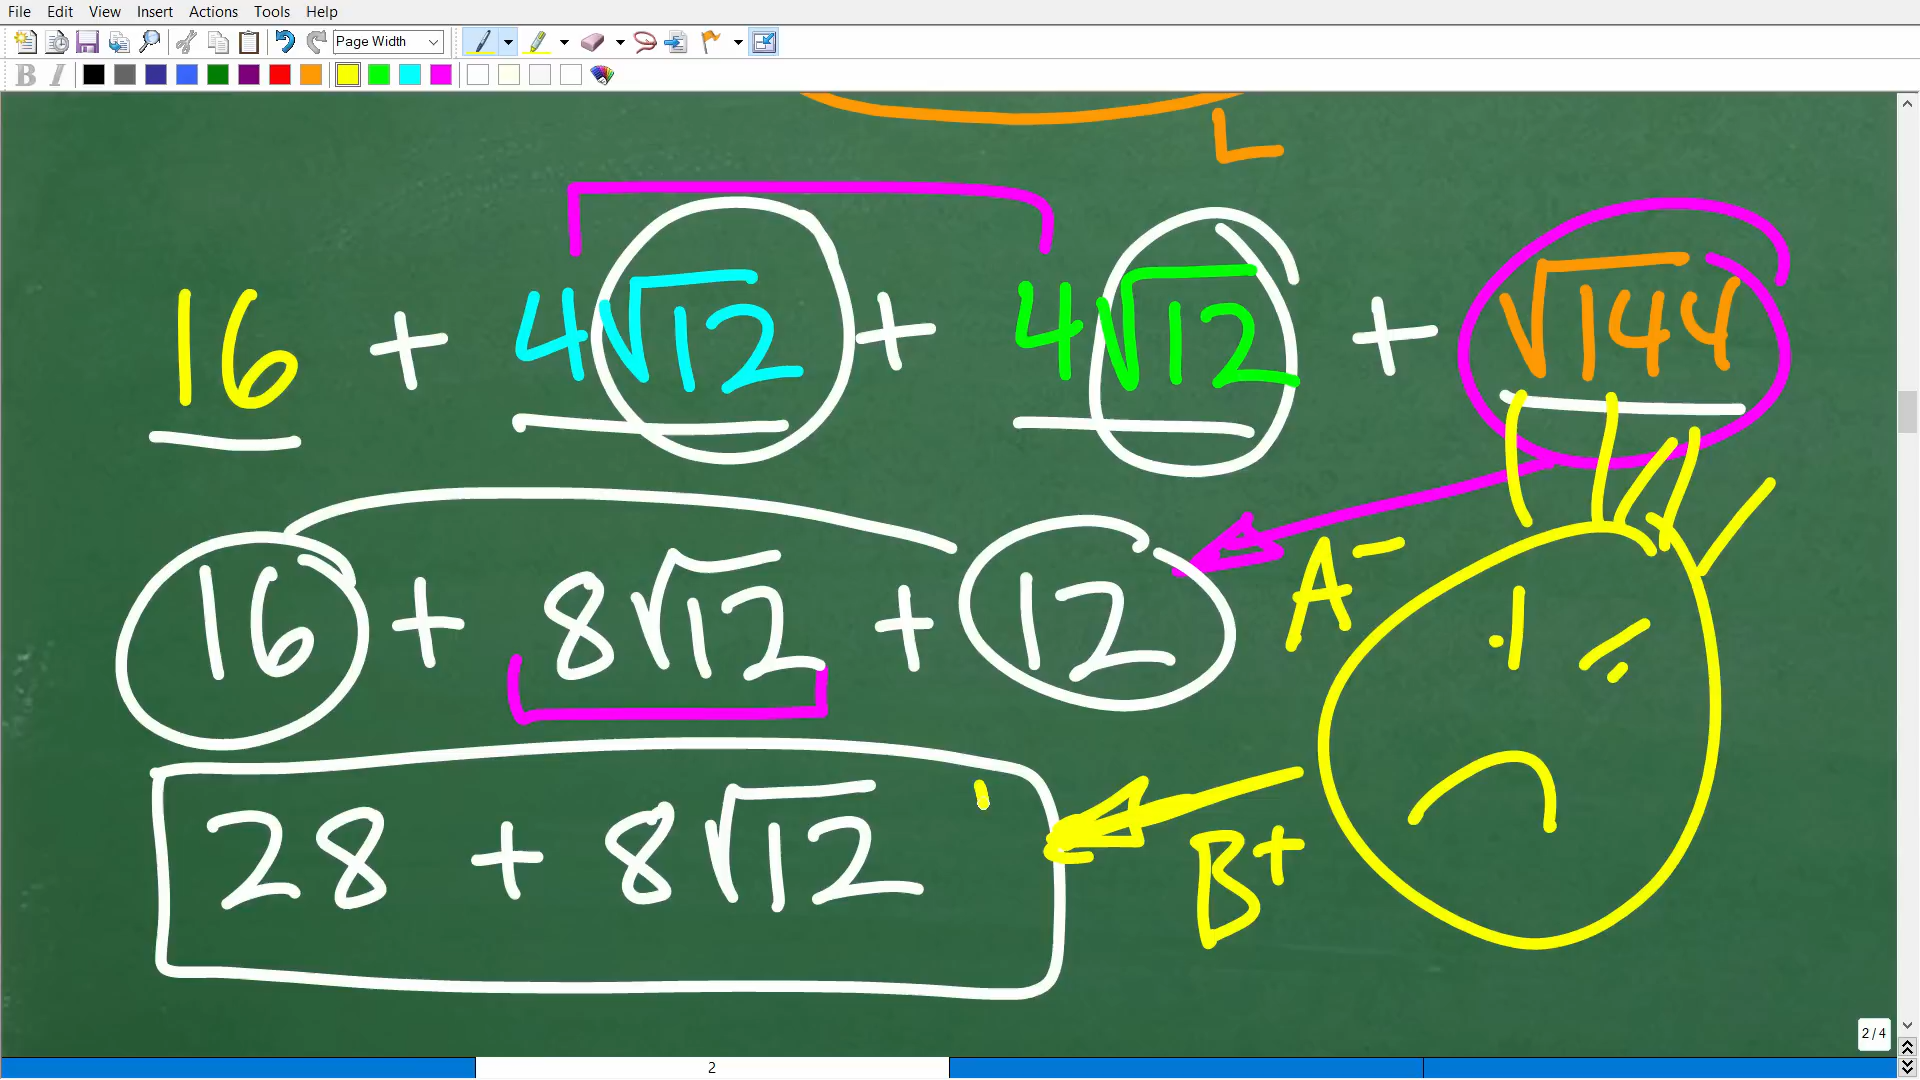 File Edit View Insert Actions Tools Help
Page Width
B I
L
16 + 4√12 + 4√12 + √144
16 + 8√12 + 12
A-
28 + 8√12
B+
2 / 4
2